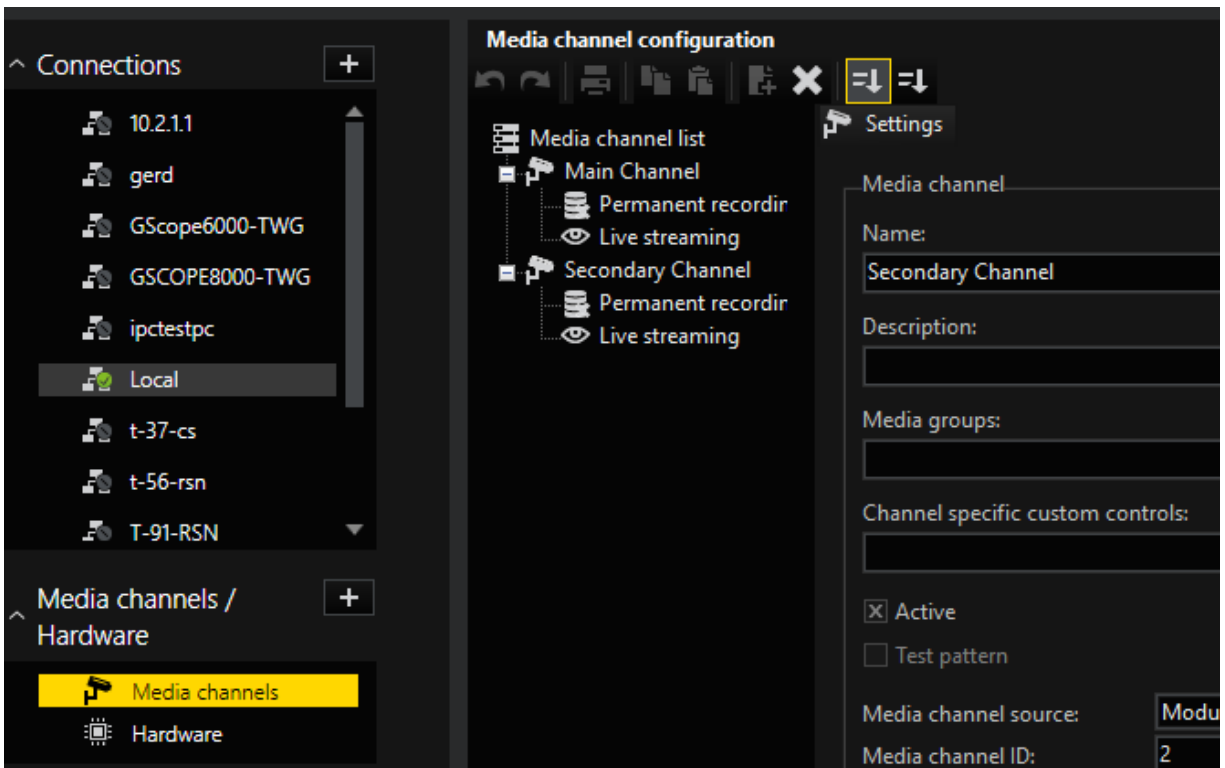 Connections
10.2.1.1
gerd
GScope6000-TWG
GSCOPE8000-TWG
ipctestpc
Local
t-37-cs
t-56-rsn
T-91-RSN
Media channels /
Hardware
Media channels
Hardware
Media channel configuration
Media channel list
Main Channel
Permanent recordin
Live streaming
Secondary Channel
Permanent recordin
Live streaming
Settings
Media channel
Name:
Secondary Channel
Description:
Media groups:
Channel specific custom controls:
Active
Test pattern
Media channel source: Modu
Media channel ID: 2